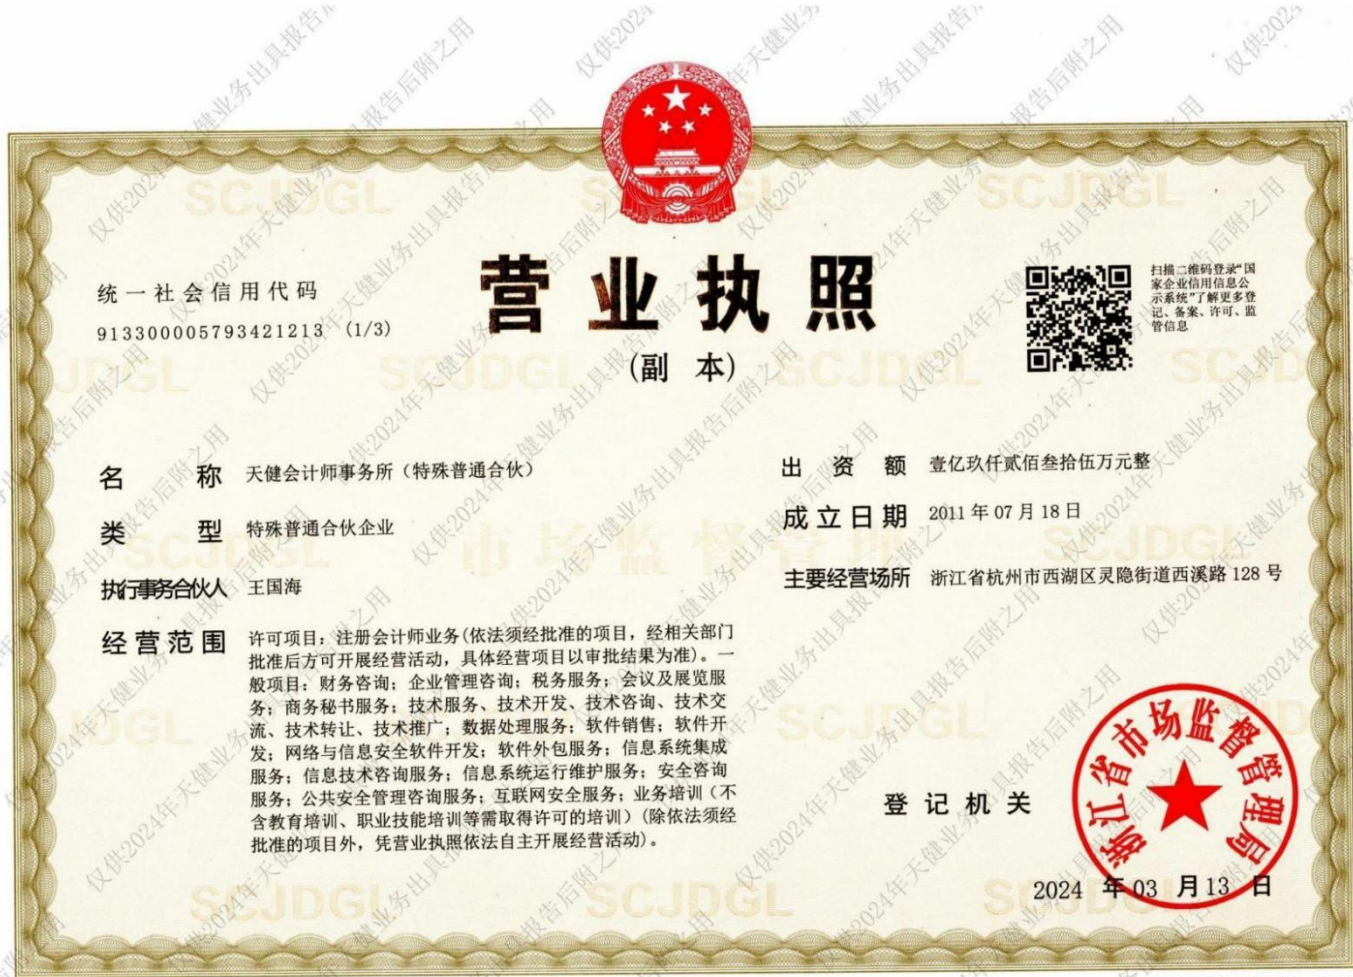 营业执照
(副 本)
统一社会信用代码
913300005793421213 (1/3)
扫描二维码登录“国
家企业信用信息公
示系统”了解更多登
记、备案、许可、监
管信息
名 称 天健会计师事务所（特殊普通合伙）
类 型 特殊普通合伙企业
执行事务合伙人 王国海
经营范围 许可项目：注册会计师业务(依法须经批准的项目，经相关部门
批准后方可开展经营活动，具体经营项目以审批结果为准)。一
般项目：财务咨询；企业管理咨询；税务服务；会议及展览服
务；商务秘书服务；技术服务、技术开发、技术咨询、技术交
流、技术转让、技术推广；数据处理服务；软件销售；软件开
发；网络与信息安全软件开发；软件外包服务；信息系统集成
服务；信息技术咨询服务；信息系统运行维护服务；安全咨询
服务；公共安全管理咨询服务；互联网安全服务；业务培训（不
含教育培训、职业技能培训等需取得许可的培训）(除依法须经
批准的项目外，凭营业执照依法自主开展经营活动)。
出 资 额 壹亿玖仟贰佰叁拾伍万元整
成立日期 2011 年 07 月 18 日
主要经营场所 浙江省杭州市西湖区灵隐街道西溪路 128 号
登记机关
浙江省市场监督管理局
2024 年 03 月 13 日
SCJDGL
市场监督管理
仅供2024年天健业务出具报告后附之用